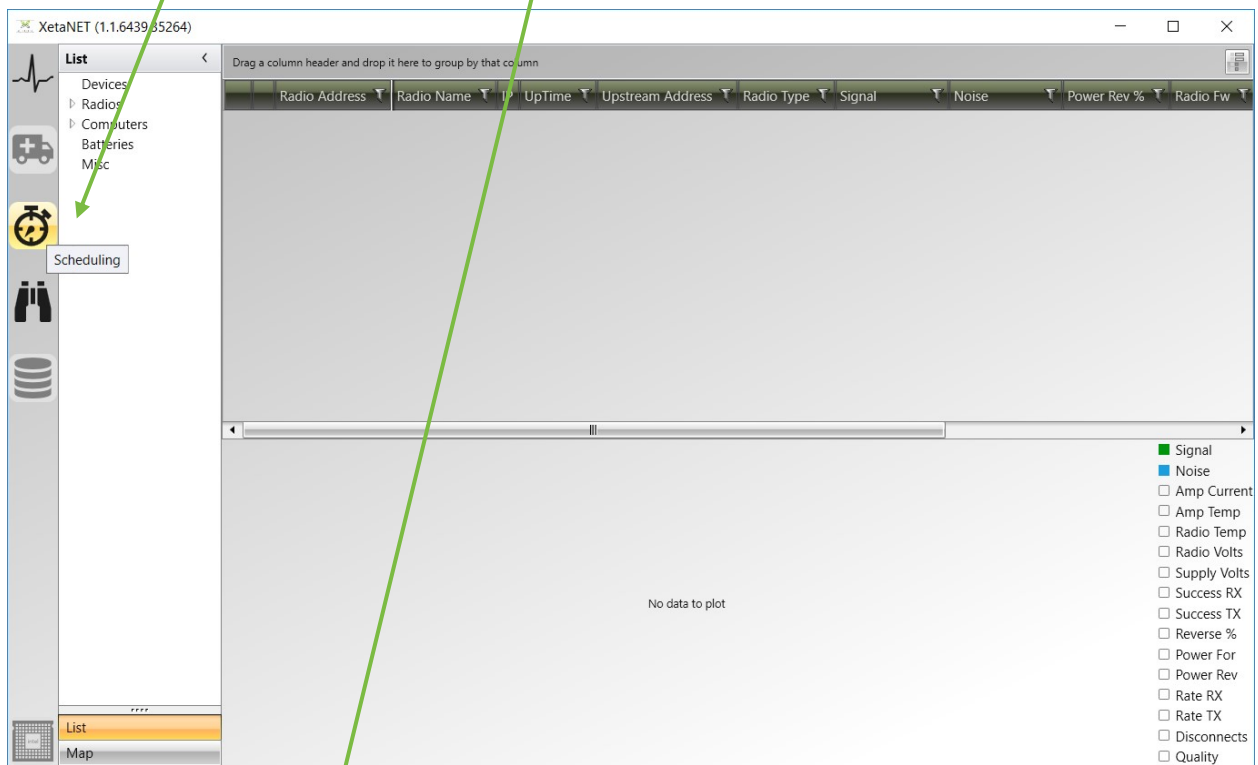 XetaNET (1.1.6439.35264)
List
Drag a column header and drop it here to group by that column
Devices
Radios
Computers
Batteries
Misc
Radio Address
Radio Name
IP
UpTime
Upstream Address
Radio Type
Signal
Noise
Power Rev %
Radio Fw
Scheduling
No data to plot
Signal
Noise
Amp Current
Amp Temp
Radio Temp
Radio Volts
Supply Volts
Success RX
Success TX
Reverse %
Power For
Power Rev
Rate RX
Rate TX
Disconnects
Quality
List
Map